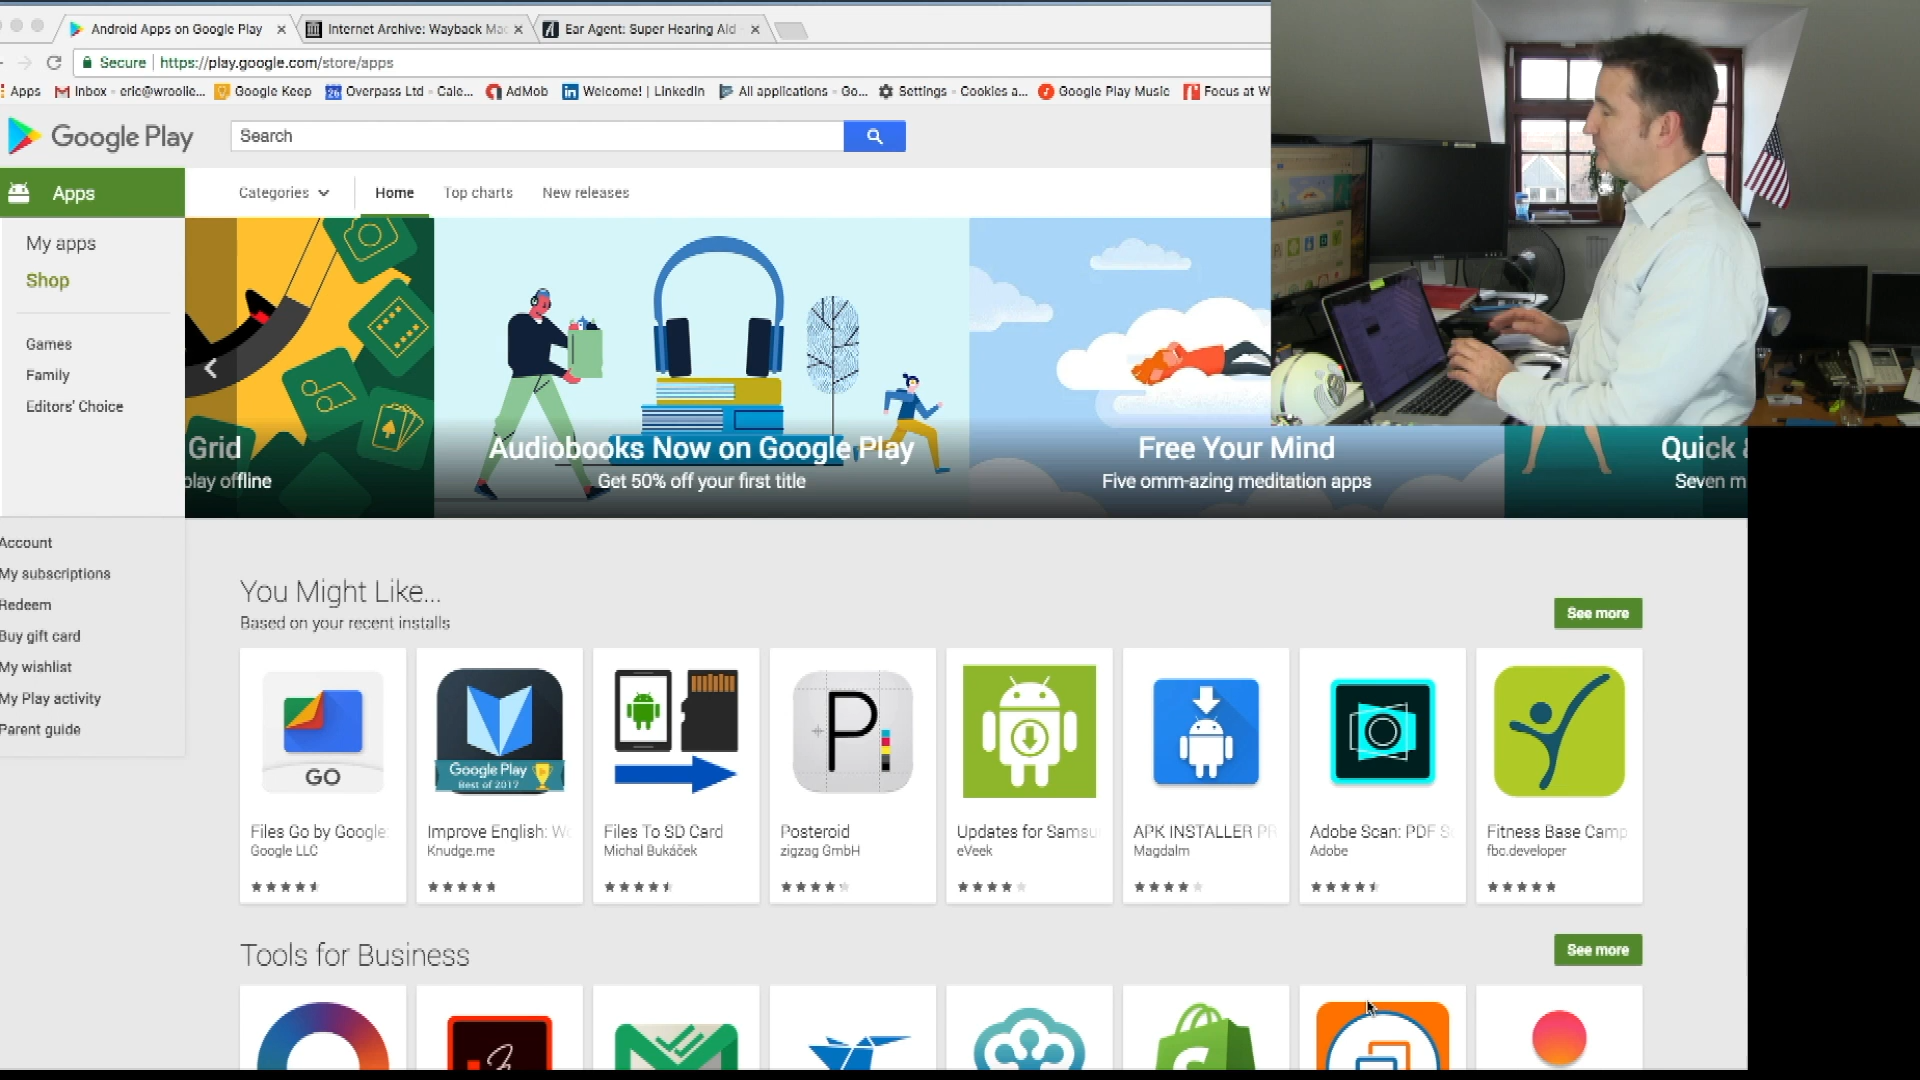 Android Apps on Google Play
Internet Archive: Wayback Ma
Ear Agent: Super Hearing Aid
Secure https://play.google.com/store/apps
Apps
Inbox - eric@wroolie...
Google Keep
Overpass Ltd - Cale...
AdMob
Welcome! | LinkedIn
All applications - Go...
Settings - Cookies a...
Google Play Music
Focus at W
Google Play
Search
Apps
Categories
Home
Top charts
New releases
My apps
Shop
Games
Family
Editors' Choice
Account
My subscriptions
Redeem
Buy gift card
My wishlist
My Play activity
Parent guide
Grid
play offline
Audiobooks Now on Google Play
Get 50% off your first title
Free Your Mind
Five omm-azing meditation apps
Quick
Seven m
You Might Like...
Based on your recent installs
See more
GO
Files Go by Google:
Google LLC
Google Play
Best of 2017
Improve English: Wo
Knudge.me
Files To SD Card
Michal Bukáček
P
Posteroid
zigzag GmbH
Updates for Samsu
eVeek
APK INSTALLER PR
Magdalm
Adobe Scan: PDF S
Adobe
Fitness Base Camp
fbc.developer
Tools for Business
See more